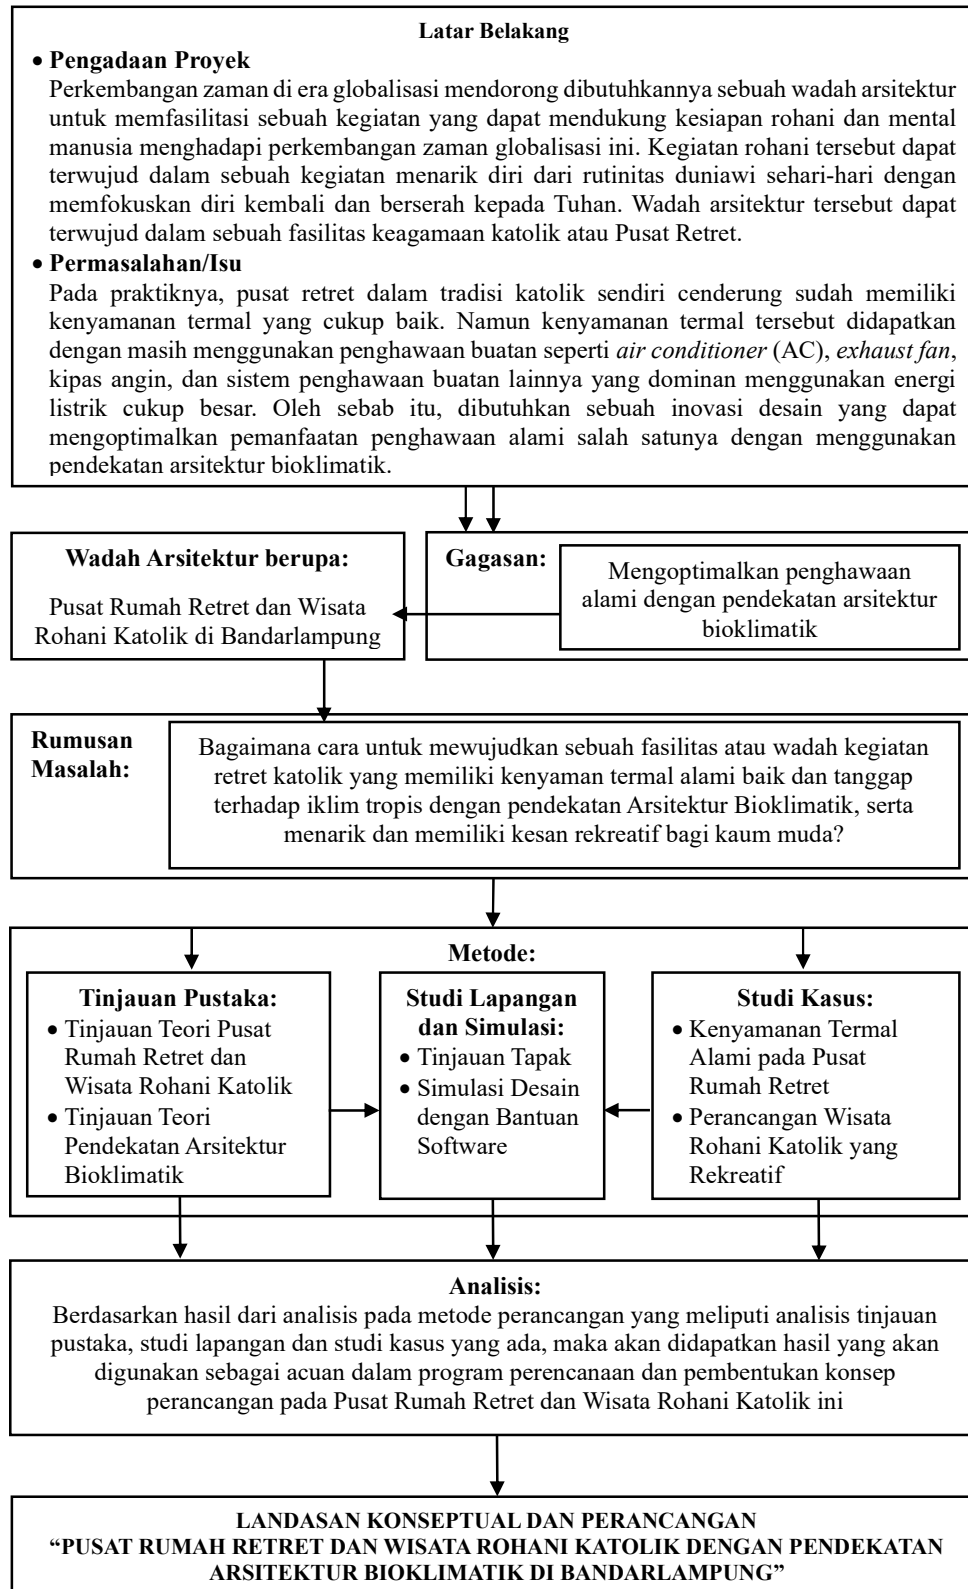 Latar Belakang
• Pengadaan Proyek
Perkembangan zaman di era globalisasi mendorong dibutuhkannya sebuah wadah arsitektur
untuk memfasilitasi sebuah kegiatan yang dapat mendukung kesiapan rohani dan mental
manusia menghadapi perkembangan zaman globalisasi ini. Kegiatan rohani tersebut dapat
terwujud dalam sebuah kegiatan menarik diri dari rutinitas duniawi sehari-hari dengan
memfokuskan diri kembali dan berserah kepada Tuhan. Wadah arsitektur tersebut dapat
terwujud dalam sebuah fasilitas keagamaan katolik atau Pusat Retret.
• Permasalahan/Isu
Pada praktiknya, pusat retret dalam tradisi katolik sendiri cenderung sudah memiliki
kenyamanan termal yang cukup baik. Namun kenyamanan termal tersebut didapatkan
dengan masih menggunakan penghawaan buatan seperti air conditioner (AC), exhaust fan,
kipas angin, dan sistem penghawaan buatan lainnya yang dominan menggunakan energi
listrik cukup besar. Oleh sebab itu, dibutuhkan sebuah inovasi desain yang dapat
mengoptimalkan pemanfaatan penghawaan alami salah satunya dengan menggunakan
pendekatan arsitektur bioklimatik.
Wadah Arsitektur berupa:
Pusat Rumah Retret dan Wisata
Rohani Katolik di Bandarlampung
Gagasan:
Mengoptimalkan penghawaan
alami dengan pendekatan arsitektur
bioklimatik
Rumusan
Masalah:
Bagaimana cara untuk mewujudkan sebuah fasilitas atau wadah kegiatan
retret katolik yang memiliki kenyaman termal alami baik dan tanggap
terhadap iklim tropis dengan pendekatan Arsitektur Bioklimatik, serta
menarik dan memiliki kesan rekreatif bagi kaum muda?
Metode:
Tinjauan Pustaka:
• Tinjauan Teori Pusat
Rumah Retret dan
Wisata Rohani Katolik
• Tinjauan Teori
Pendekatan Arsitektur
Bioklimatik
Studi Lapangan
dan Simulasi:
• Tinjauan Tapak
• Simulasi Desain
dengan Bantuan
Software
Studi Kasus:
• Kenyamanan Termal
Alami pada Pusat
Rumah Retret
• Perancangan Wisata
Rohani Katolik yang
Rekreatif
Analisis:
Berdasarkan hasil dari analisis pada metode perancangan yang meliputi analisis tinjauan
pustaka, studi lapangan dan studi kasus yang ada, maka akan didapatkan hasil yang akan
digunakan sebagai acuan dalam program perencanaan dan pembentukan konsep
perancangan pada Pusat Rumah Retret dan Wisata Rohani Katolik ini
LANDASAN KONSEPTUAL DAN PERANCANGAN
“PUSAT RUMAH RETRET DAN WISATA ROHANI KATOLIK DENGAN PENDEKATAN
ARSITEKTUR BIOKLIMATIK DI BANDARLAMPUNG”